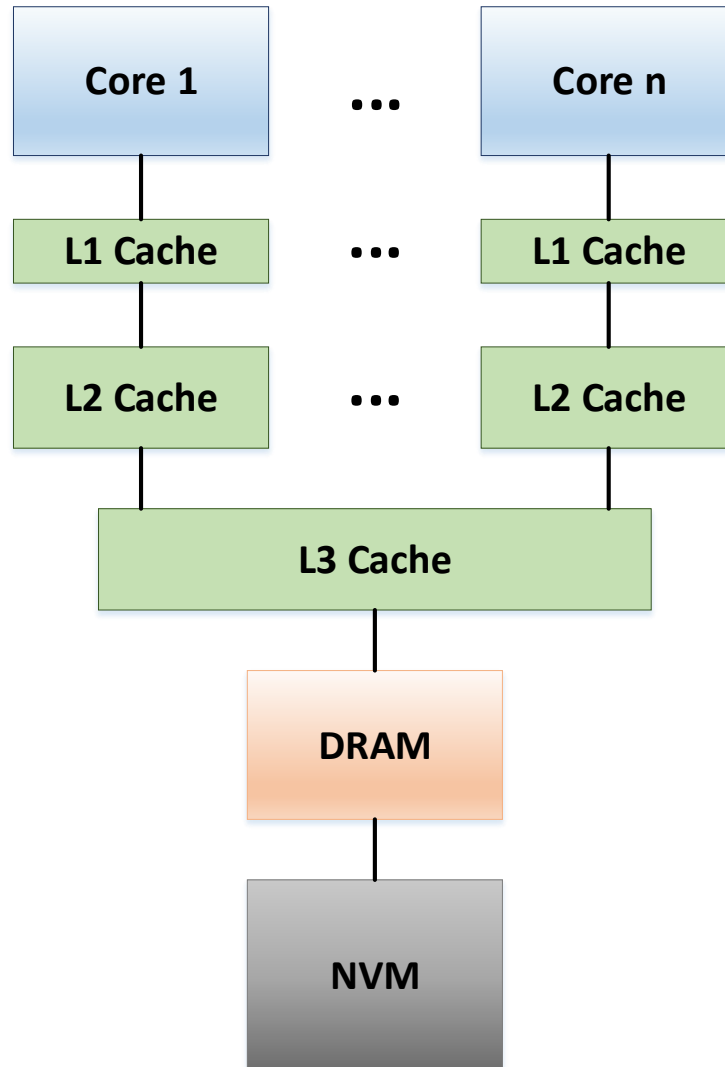 Core 1
...
Core n
L1 Cache
...
L1 Cache
L2 Cache
...
L2 Cache
L3 Cache
DRAM
NVM